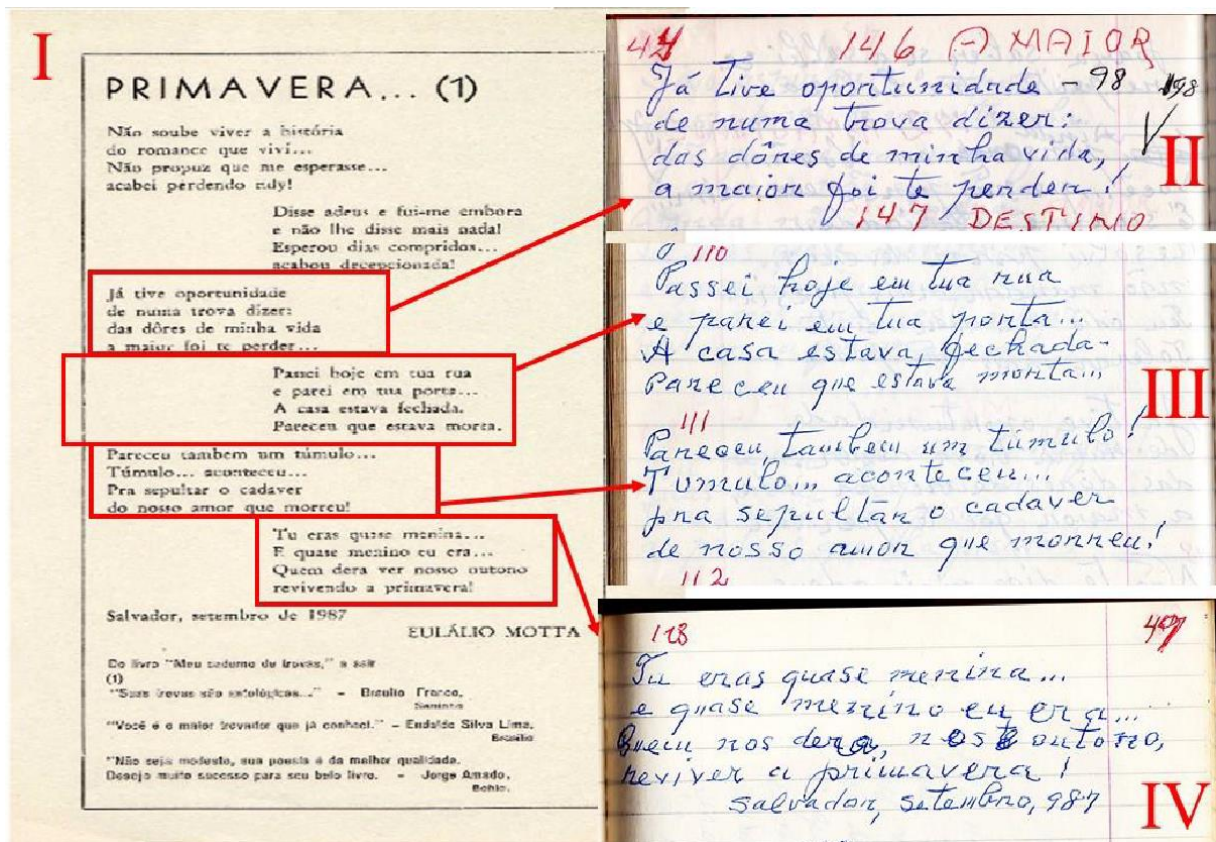 I
PRIMAVERA... (1)
Não soube viver a história
do romance que viví...
Não propuz que me esperasse...
acabei perdendo
Disse adeus e fui-me embora
e não lhe disse mais nada!
Esperou dias compridos...
acabou decepcionada!
Já tive oportunidade
de numa trova dizer:
das dôres de minha vida
a maior foi te perder...
Passei hoje em tua rua
e parei em tua porta...
A casa estava fechada.
Pareceu que estava morta.
Pareceu tambem um túmulo...
Túmulo... aconteceu...
Pra sepultar o cadaver
do nosso amor que morreu!
Tu eras quase menina...
E quase menino eu era...
Quem dera ver nosso outono
revivendo a primavera!
Salvador, setembro de 1987
EULÁLIO MOTTA
Do livro "Meu caderno de trovas," a sair
(1)
"Suas trovas são antológicas..." - Braulio Franco,
Santos
"Você é o maior trovador que já conheci." - Eudaldo Silva Lima,
Brasília
"Não seja modesto, sua poesia é da melhor qualidade.
Desejo muito sucesso para seu belo livro. - Jorge Amado,
Bahia.
146 A MAIOR
Já tive oportunidade - 98
de numa trova dizer:
das dôres de minha vida,
a maior foi te perder!
II
147 DESTINO
110
Passei hoje em tua rua
e parei em tua porta...
A casa estava fechada-
Pareceu que estava morta...
III
111
Pareceu, tambem um túmulo!
Tumulo... aconteceu...
pra sepultar o cadaver
de nosso amor que morreu!
112
Tu eras quase menina...
e quase menino eu era...
Quem nos dera, neste outono,
reviver a primavera!
Salvador, setembro, 987
IV